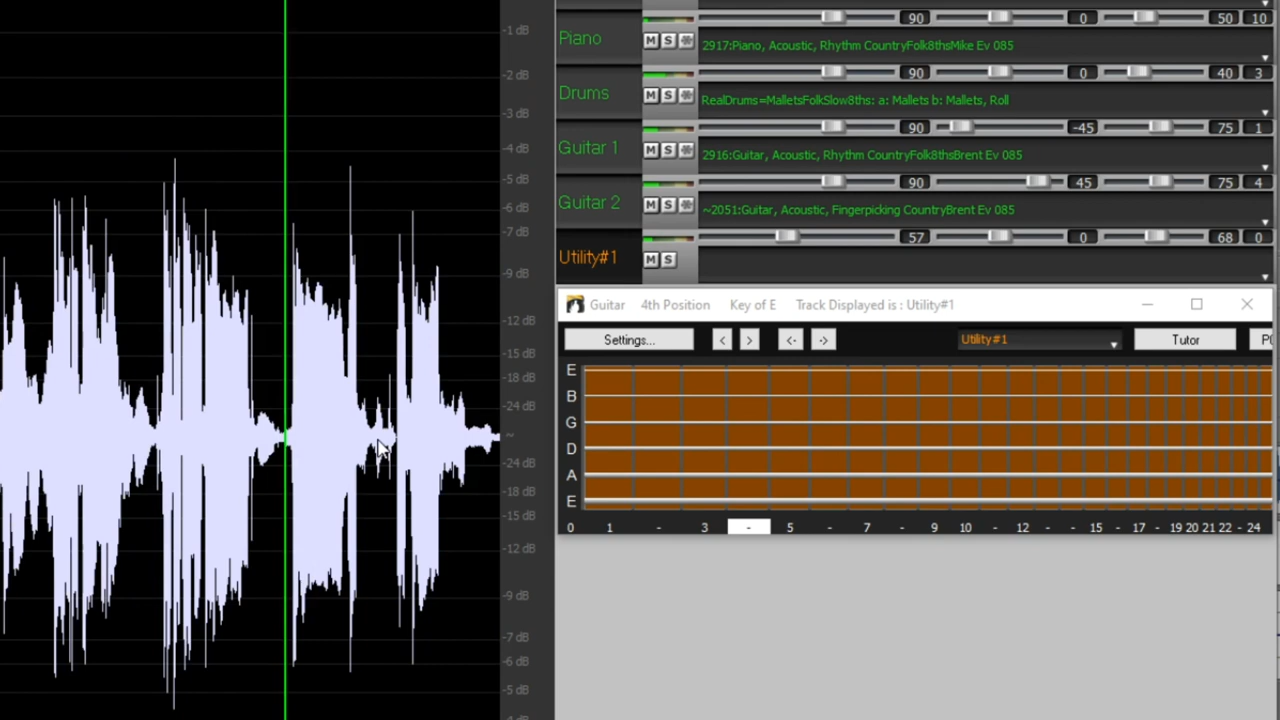 -1 dB
-2 dB
-3 dB
-4 dB
-5 dB
-6 dB
-7 dB
-9 dB
-12 dB
-15 dB
-18 dB
-24 dB
-24 dB
-18 dB
-15 dB
-12 dB
-9 dB
-7 dB
-6 dB
-5 dB
90 0 50 10
Piano M S 2917:Piano, Acoustic, Rhythm CountryFolk8thsMike Ev 085
90 0 40 3
Drums M S RealDrums=MalletsFolkSlow8ths: a: Mallets b: Mallets, Roll
90 -45 75 1
Guitar 1 M S 2916:Guitar, Acoustic, Rhythm CountryFolk8thsBrent Ev 085
90 45 75 4
Guitar 2 M S ~2051:Guitar, Acoustic, Fingerpicking CountryBrent Ev 085
57 0 68 0
Utility#1 M S
Guitar 4th Position Key of E Track Displayed is : Utility#1
Settings... < > <- -> Utility#1 Tutor
E
B
G
D
A
E
0 1 - 3 - 5 - 7 - 9 10 - 12 - - 15 - 17 - 19 20 21 22 - 24